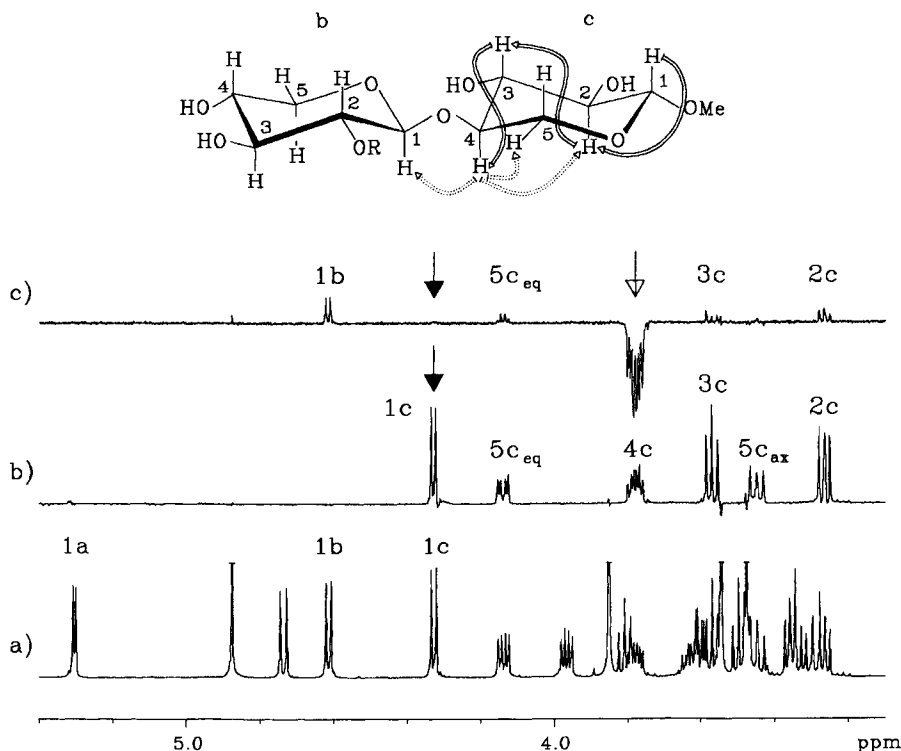 b c
H H
H H H HO 3 H OH 1
4 5 O 2
HO 2 O OMe
HO 3 OR 1 4 5 H O
H H H H H
1b 5c eq 3c 2c
c)
1c 3c
5c eq 4c 5c ax 2c
b)
1a 1b 1c
a)
5.0 4.0 ppm